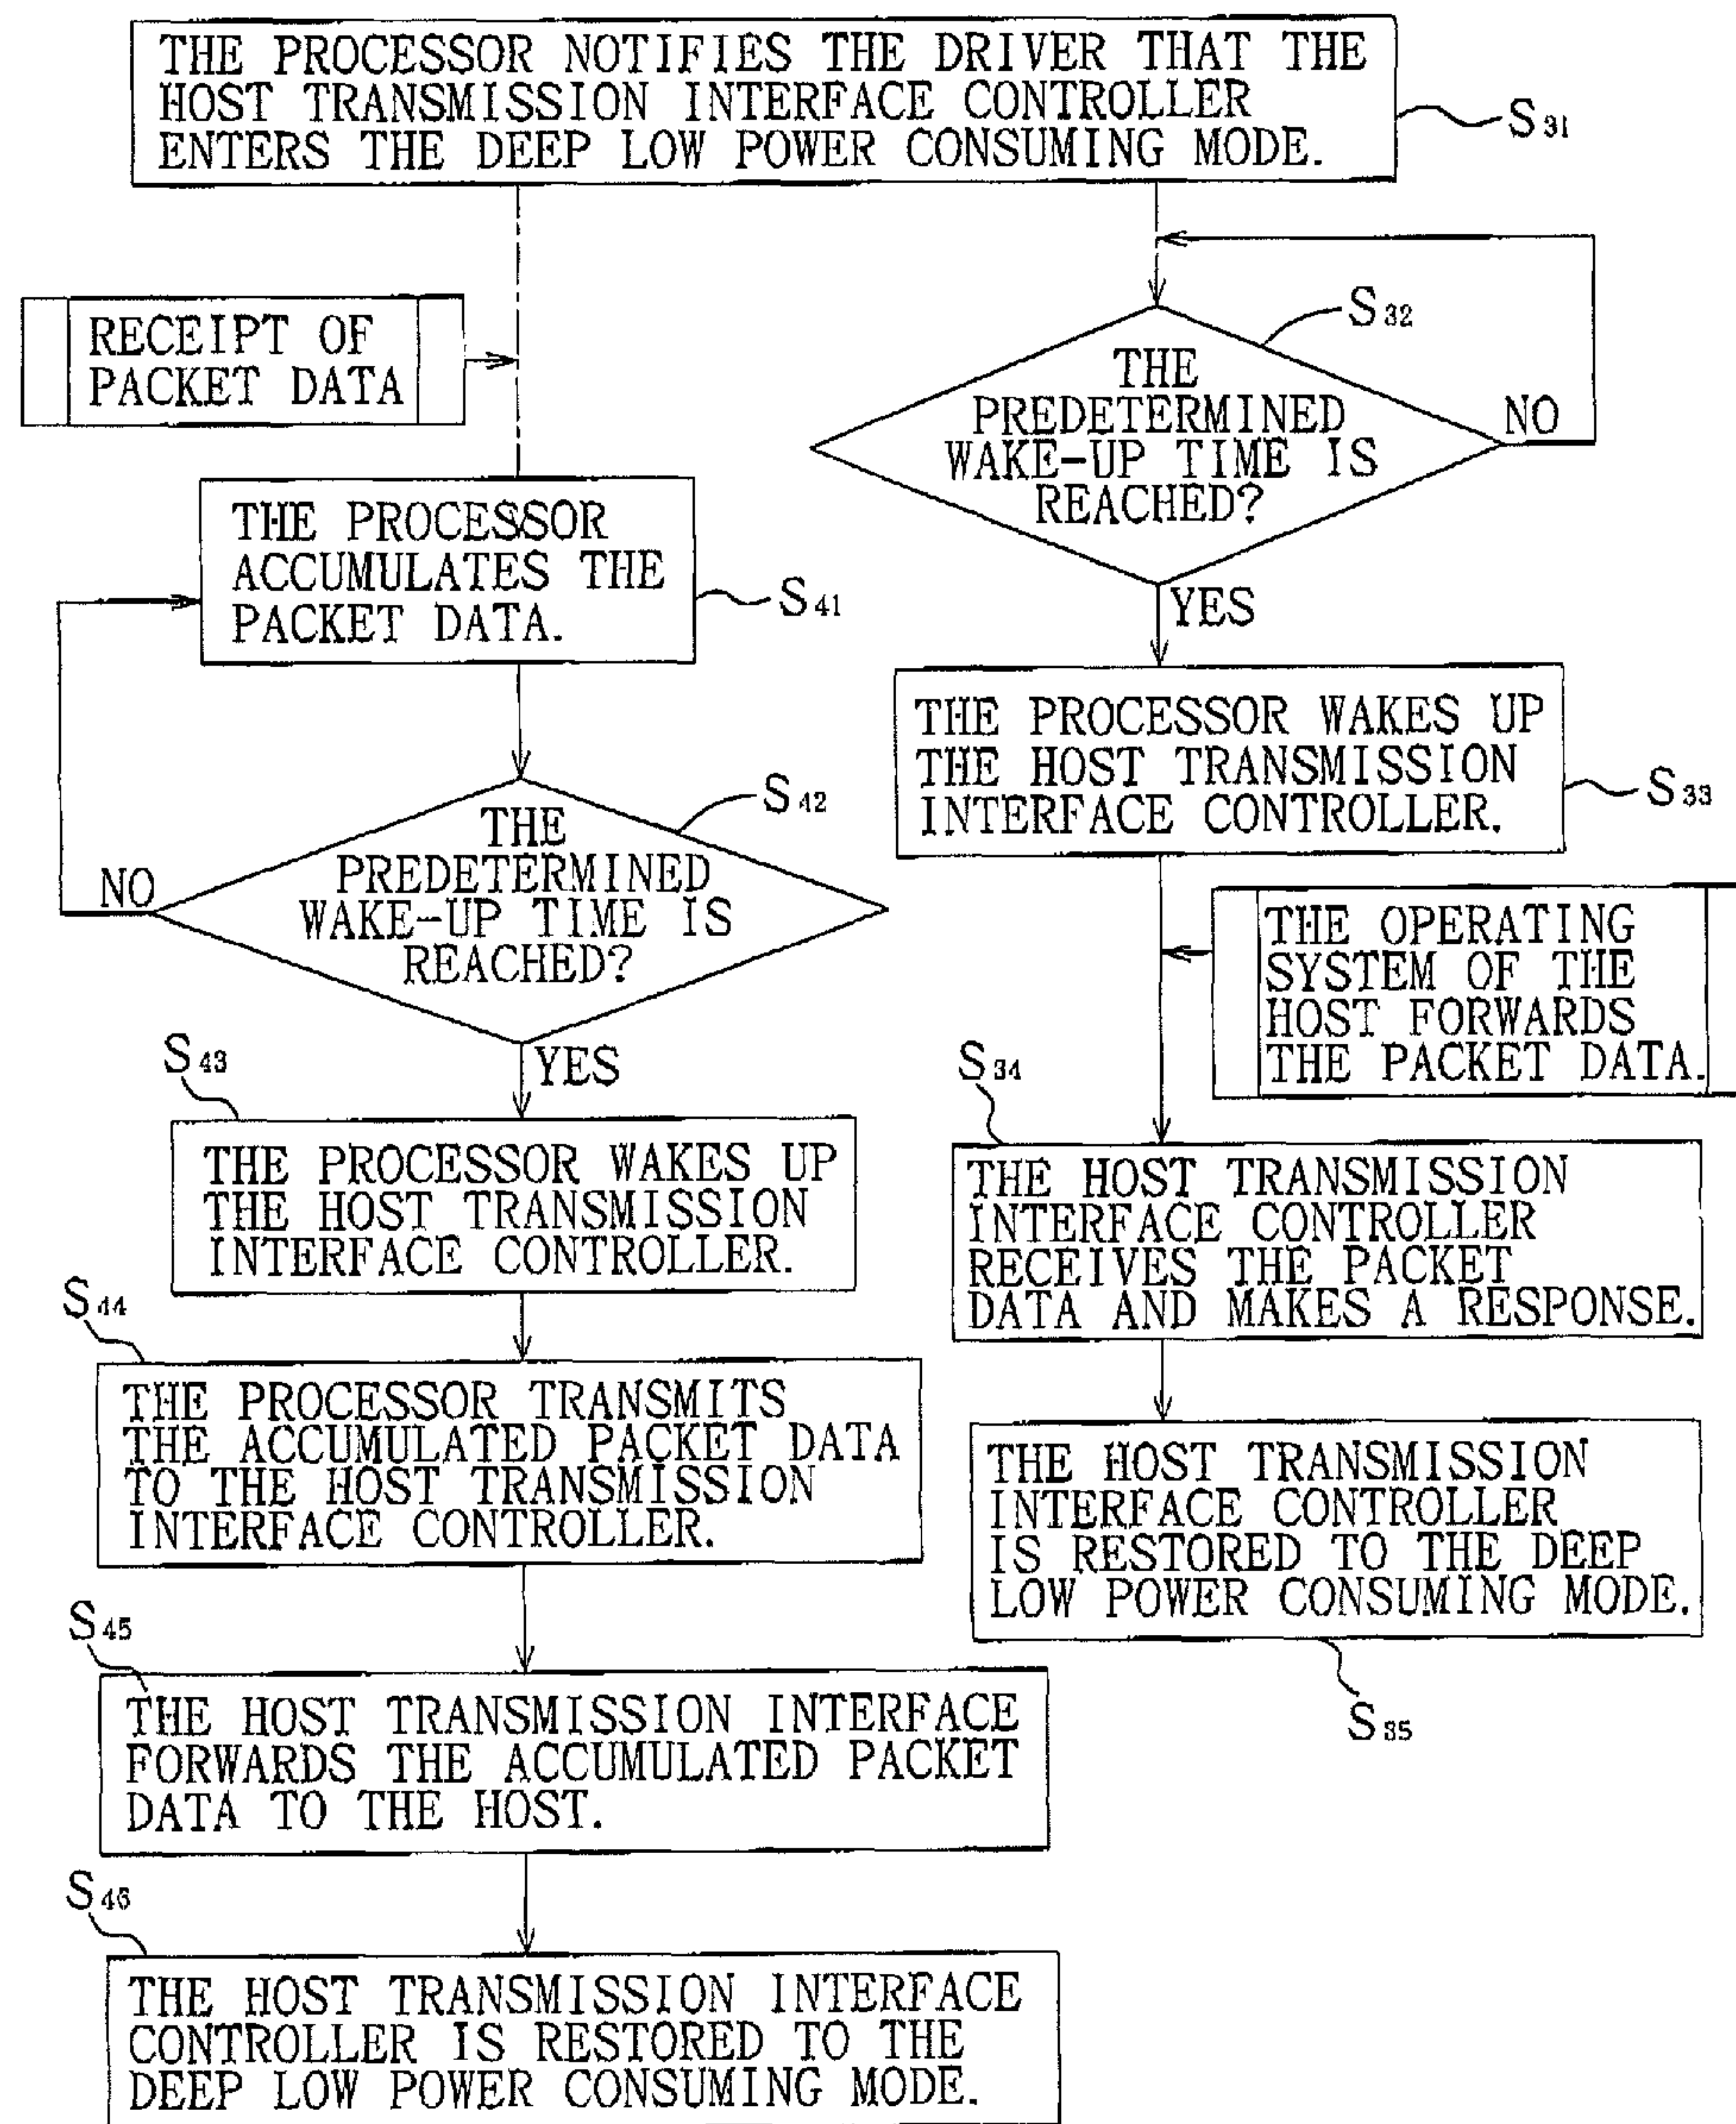 THE PROCESSOR NOTIFIES THE DRIVER THAT THE
HOST TRANSMISSION INTERFACE CONTROLLER
ENTERS THE DEEP LOW POWER CONSUMING MODE.
S31
RECEIPT OF
PACKET DATA
THE PROCESSOR
ACCUMULATES THE
PACKET DATA.
S41
THE
PREDETERMINED
WAKE-UP TIME IS
REACHED?
S42
NO
YES
S43
THE PROCESSOR WAKES UP
THE HOST TRANSMISSION
INTERFACE CONTROLLER.
S44
THE PROCESSOR TRANSMITS
THE ACCUMULATED PACKET DATA
TO THE HOST TRANSMISSION
INTERFACE CONTROLLER.
S45
THE HOST TRANSMISSION INTERFACE
FORWARDS THE ACCUMULATED PACKET
DATA TO THE HOST.
S46
THE HOST TRANSMISSION INTERFACE
CONTROLLER IS RESTORED TO THE
DEEP LOW POWER CONSUMING MODE.
S32
THE
PREDETERMINED
WAKE-UP TIME IS
REACHED?
NO
YES
THE PROCESSOR WAKES UP
THE HOST TRANSMISSION
INTERFACE CONTROLLER.
S33
THE OPERATING
SYSTEM OF THE
HOST FORWARDS
THE PACKET DATA.
S34
THE HOST TRANSMISSION
INTERFACE CONTROLLER
RECEIVES THE PACKET
DATA AND MAKES A RESPONSE.
THE HOST TRANSMISSION
INTERFACE CONTROLLER
IS RESTORED TO THE DEEP
LOW POWER CONSUMING MODE.
S35